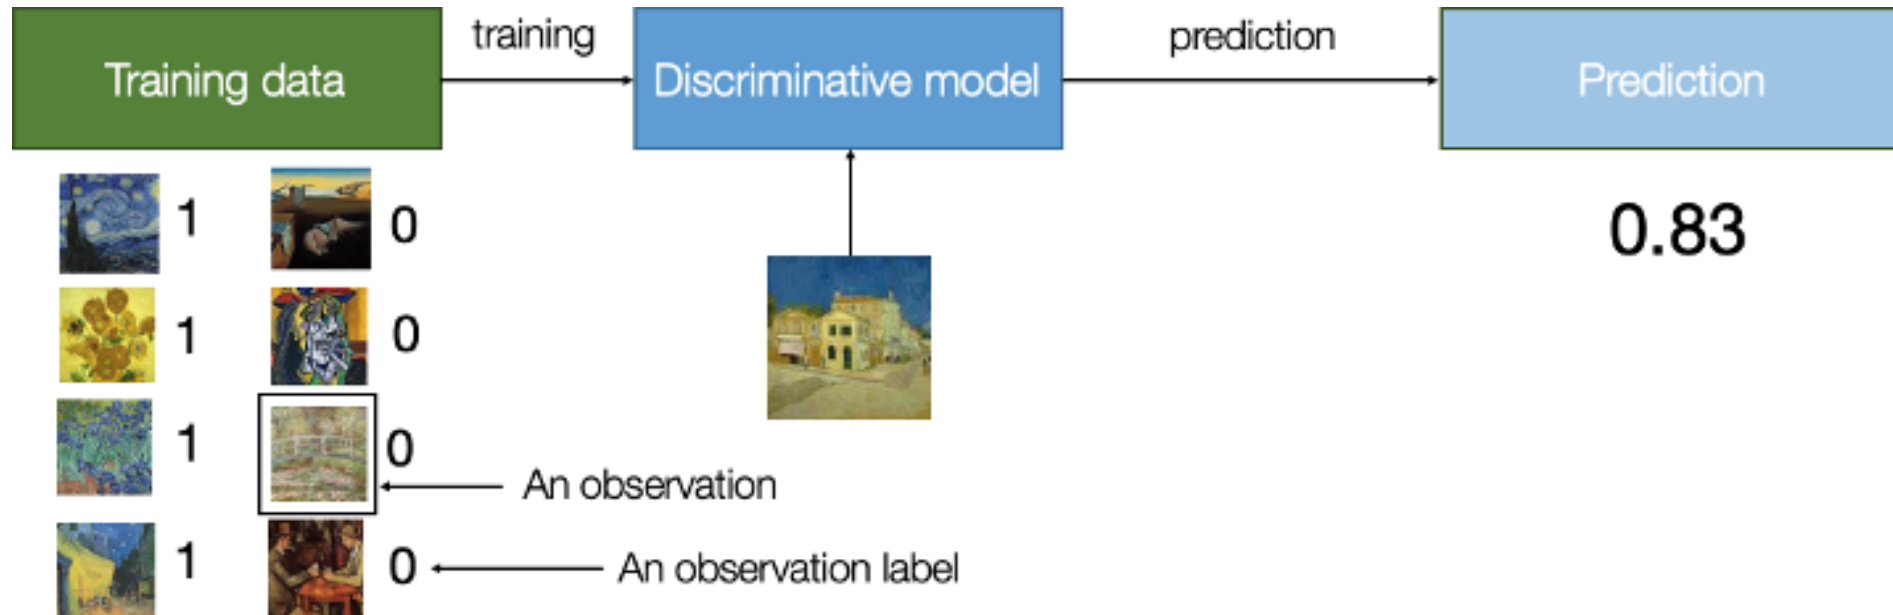 Training data
training
Discriminative model
prediction
Prediction
1
0
0.83
1
0
1
0
An observation
1
0
An observation label